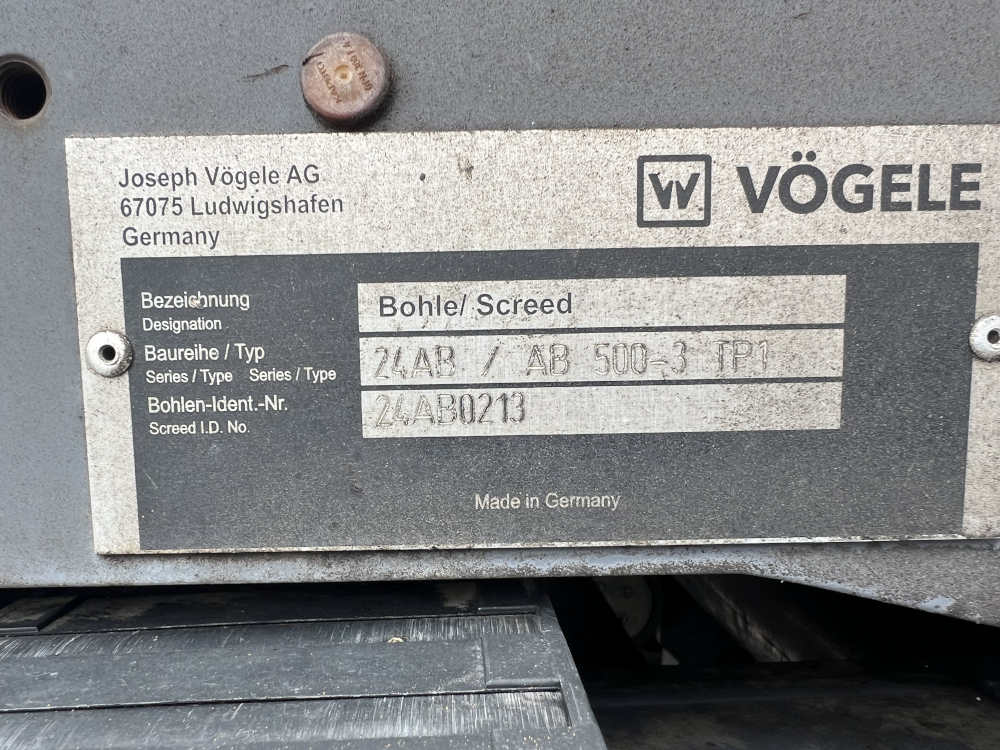 Joseph Vögele AG
67075 Ludwigshafen
Germany
VÖGELE
Bezeichnung
Designation
Bohle/ Screed
Baureihe / Typ
Series / Type Series / Type
24AB / AB 500-3 TP1
Bohlen-Ident.-Nr.
Screed I.D. No.
24AB0213
Made in Germany